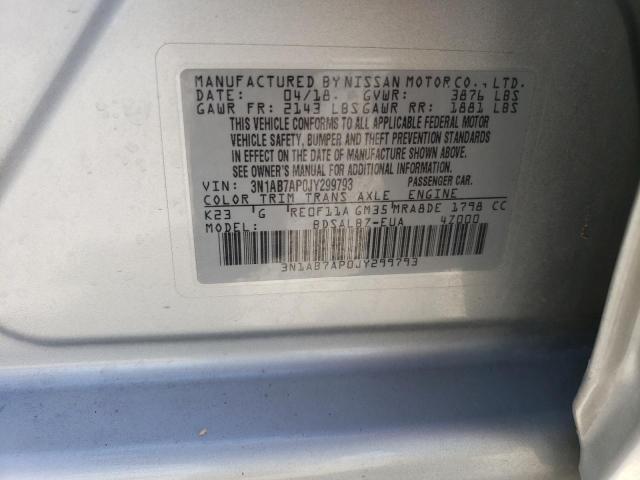 MANUFACTURED BY NISSAN MOTOR CO., LTD.
DATE: 04/18. GVWR: 3876 LBS
GAWR FR: 2143 LBS GAWR RR: 1881 LBS
THIS VEHICLE CONFORMS TO ALL APPLICABLE FEDERAL MOTOR
VEHICLE SAFETY, BUMPER AND THEFT PREVENTION STANDARDS
IN EFFECT ON THE DATE OF MANUFACTURE SHOWN ABOVE.
SEE OWNER'S MANUAL FOR ADDITIONAL INFORMATION.
VIN: 3N1AB7AP0JY299793 PASSENGER CAR.
COLOR TRIM TRANS AXLE ENGINE
K23 G RE0F11A GM35 MRA8DE 1798 CC
MODEL: BDSALB7-EUA 47000
3N1AB7AP0JY299793